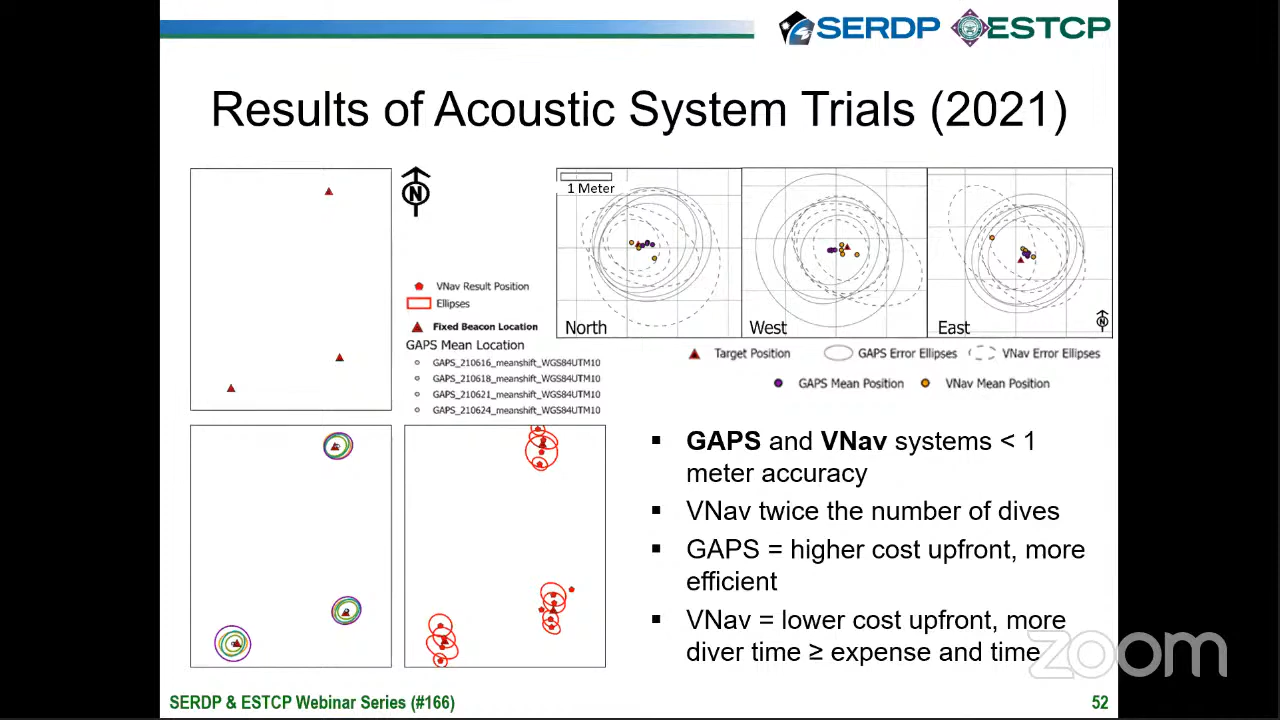 SERDP ESTCP
Results of Acoustic System Trials (2021)
N
VNav Result Position
Ellipses
Fixed Beacon Location
GAPS Mean Location
GAPS_210616_meanshift_WGS84UTM10
GAPS_210618_meanshift_WGS84UTM10
GAPS_210621_meanshift_WGS84UTM10
GAPS_210624_meanshift_WGS84UTM10
1 Meter
North
West
East
N
Target Position
GAPS Error Ellipses
VNav Error Ellipses
GAPS Mean Position
VNav Mean Position
▪ GAPS and VNav systems < 1
meter accuracy
▪ VNav twice the number of dives
▪ GAPS = higher cost upfront, more
efficient
▪ VNav = lower cost upfront, more
diver time ≥ expense and time
zoom
SERDP & ESTCP Webinar Series (#166)
52